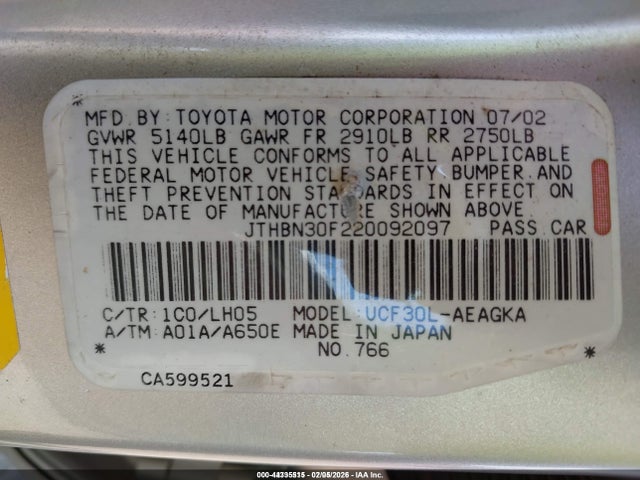 MFD. BY: TOYOTA MOTOR CORPORATION 07/02
GVWR 5140LB GAWR FR 2910LB RR 2750LB
THIS VEHICLE CONFORMS TO ALL APPLICABLE
FEDERAL MOTOR VEHICLE SAFETY BUMPER AND
THEFT PREVENTION STANDARDS IN EFFECT ON
THE DATE OF MANUFACTURE SHOWN ABOVE.
JTHBN30F220092097 PASS.CAR
C/TR:1C0/LH05 MODEL:UCF30L-AEAGKA
A/TM:A01A/A650E MADE IN JAPAN
* NO.766 *
CA599521
02/05/2026 - IAA Inc.